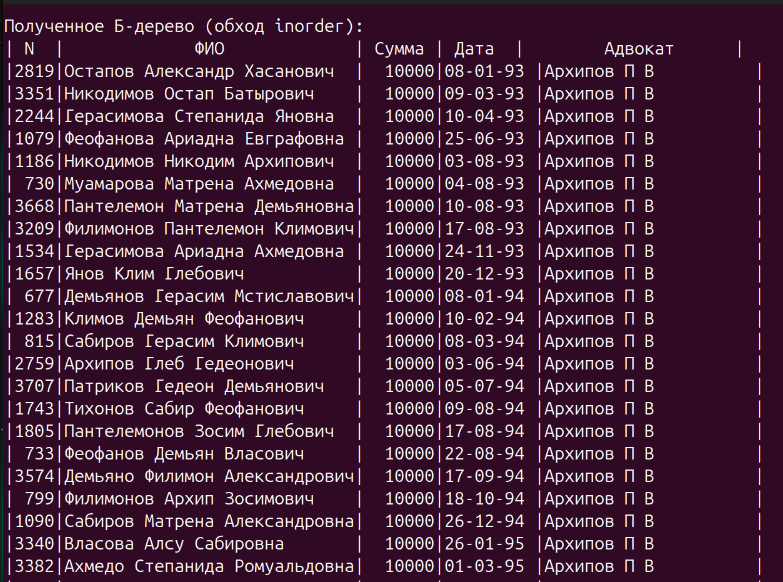 Полученное Б-дерево (обход inorder):
| N | ФИО | Сумма | Дата | Адвокат |
|2819|Остапов Александр Хасанович | 10000|08-01-93 |Архипов П В |
|3351|Никодимов Остап Батырович | 10000|09-03-93 |Архипов П В |
|2244|Герасимова Степанида Яновна | 10000|10-04-93 |Архипов П В |
|1079|Феофанова Ариадна Евграфовна | 10000|25-06-93 |Архипов П В |
|1186|Никодимов Никодим Архипович | 10000|03-08-93 |Архипов П В |
| 730|Муамарова Матрена Ахмедовна | 10000|04-08-93 |Архипов П В |
|3668|Пантелемон Матрена Демьяновна| 10000|10-08-93 |Архипов П В |
|3209|Филимонов Пантелемон Климович| 10000|17-08-93 |Архипов П В |
|1534|Герасимова Ариадна Ахмедовна | 10000|24-11-93 |Архипов П В |
|1657|Янов Клим Глебович | 10000|20-12-93 |Архипов П В |
| 677|Демьянов Герасим Мстиславович| 10000|08-01-94 |Архипов П В |
|1283|Климов Демьян Феофанович | 10000|10-02-94 |Архипов П В |
| 815|Сабиров Герасим Климович | 10000|08-03-94 |Архипов П В |
|2759|Архипов Глеб Гедеонович | 10000|03-06-94 |Архипов П В |
|3707|Патриков Гедеон Демьянович | 10000|05-07-94 |Архипов П В |
|1743|Тихонов Сабир Феофанович | 10000|09-08-94 |Архипов П В |
|1805|Пантелемонов Зосим Глебович | 10000|17-08-94 |Архипов П В |
| 733|Феофанов Демьян Власович | 10000|22-08-94 |Архипов П В |
|3574|Демьяно Филимон Александрович| 10000|17-09-94 |Архипов П В |
| 799|Филимонов Архип Зосимович | 10000|18-10-94 |Архипов П В |
|1090|Сабиров Матрена Александровна| 10000|26-12-94 |Архипов П В |
|3340|Власова Алсу Сабировна | 10000|26-01-95 |Архипов П В |
|3382|Ахмедо Степанида Ромуальдовна| 10000|01-03-95 |Архипов П В |